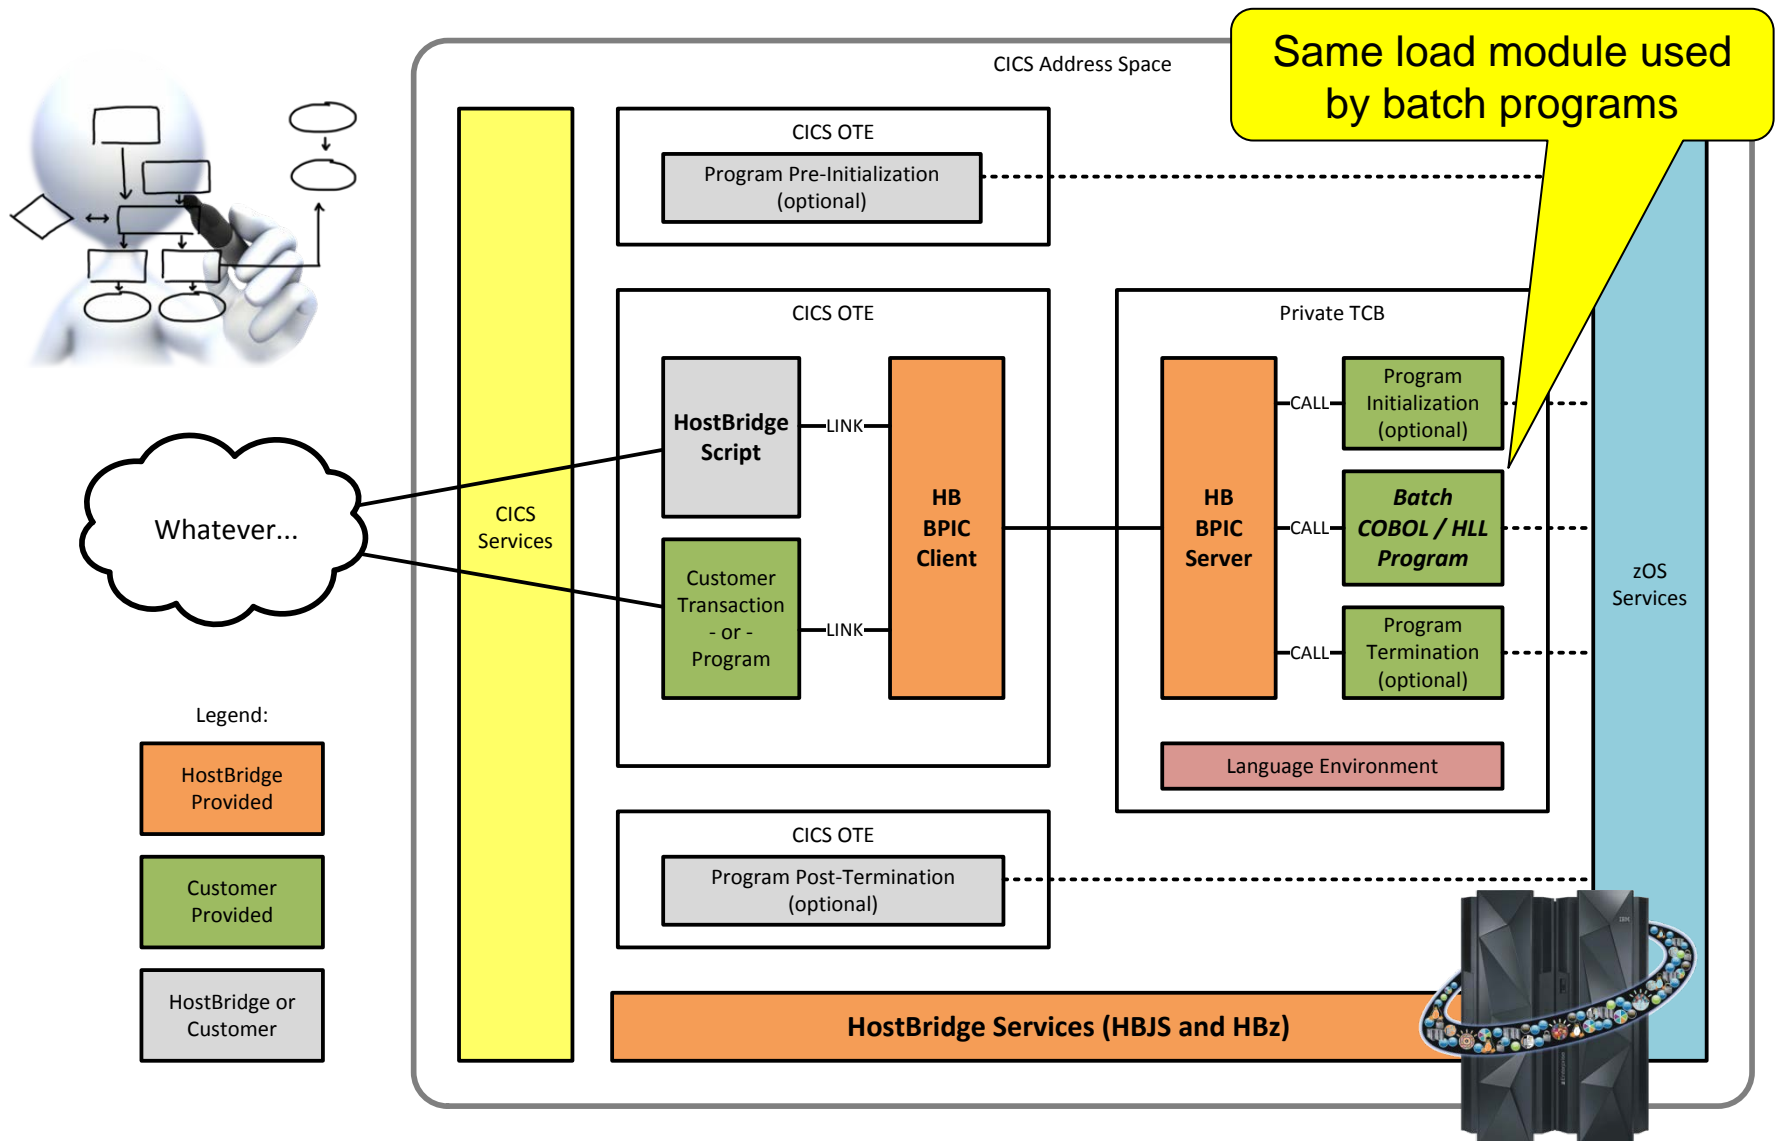 Same load module used
by batch programs
CICS Address Space
CICS OTE
Program Pre-Initialization
(optional)
CICS OTE
Private TCB
HostBridge
Script
LINK
Customer
Transaction
- or -
Program
LINK
HB
BPIC
Client
HB
BPIC
Server
CALL
Program
Initialization
(optional)
CALL
Batch
COBOL / HLL
Program
CALL
Program
Termination
(optional)
Language Environment
CICS
Services
zOS
Services
Whatever...
Legend:
HostBridge
Provided
Customer
Provided
HostBridge or
Customer
CICS OTE
Program Post-Termination
(optional)
HostBridge Services (HBJS and HBz)
IBM